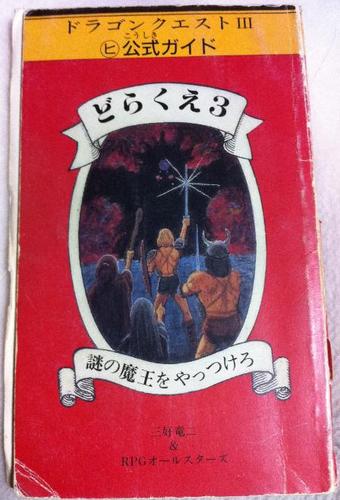 ドラゴンクエストIII
こうしき
㋪公式ガイド
どらくえ3
謎の魔王をやっつけろ
三好竜二
&
RPGオールスターズ